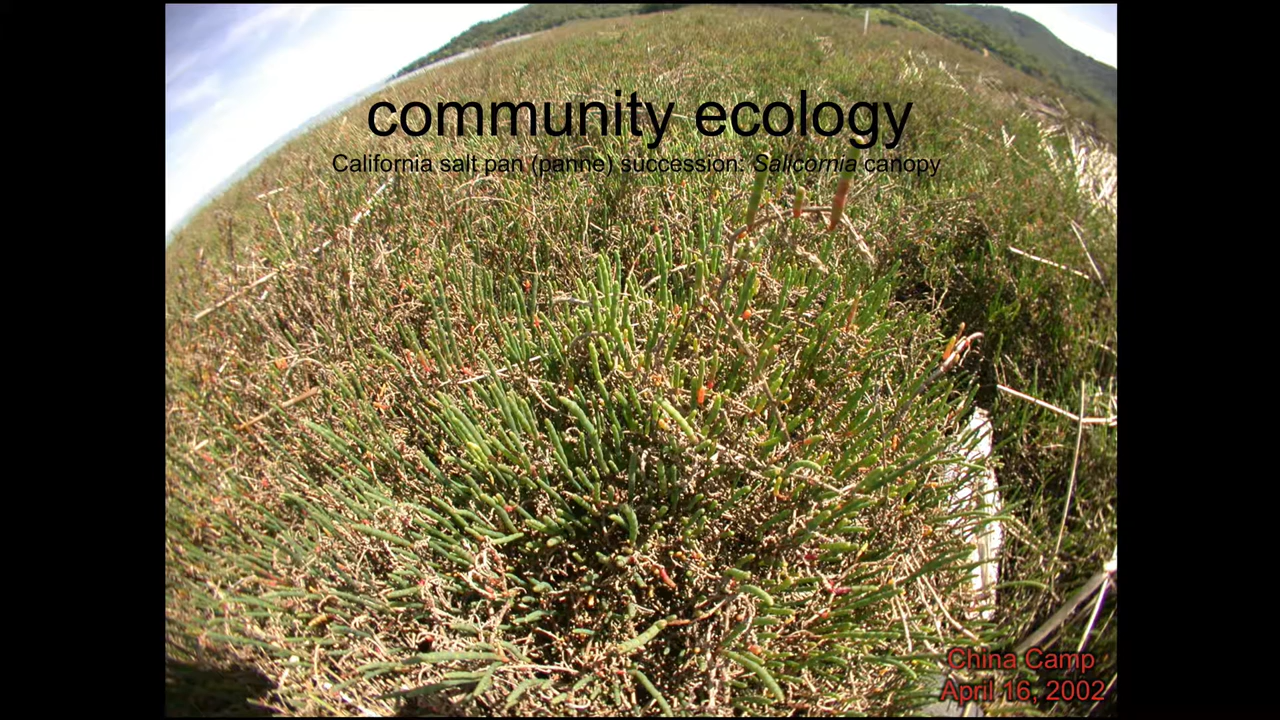 community ecology
California salt pan (panne) succession: Salicornia canopy
China Camp
April 16, 2002